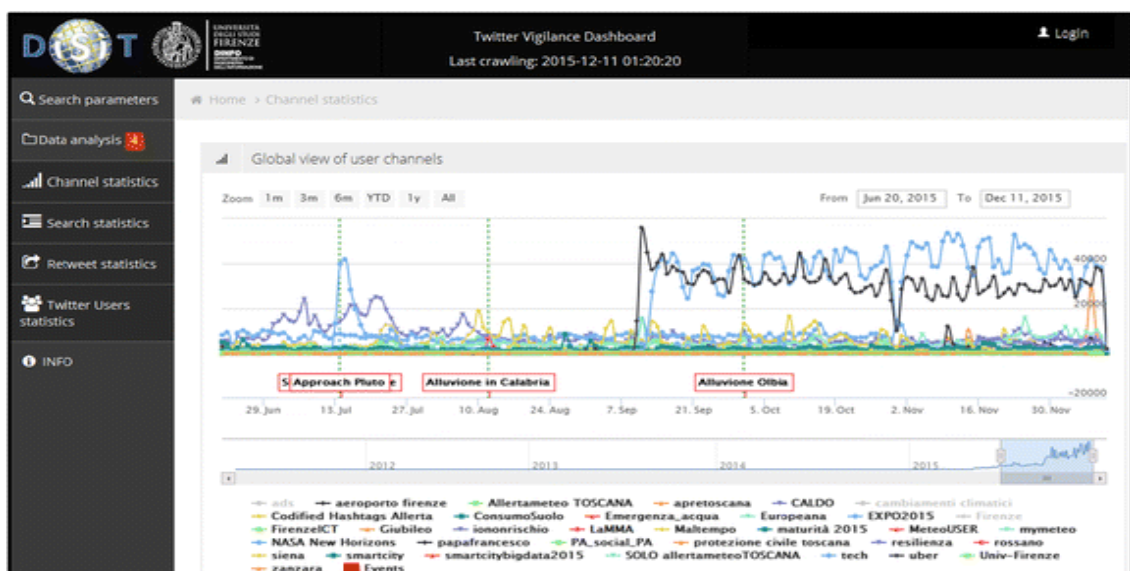 DISIT
UNIVERSITÀ
DEGLI STUDI
FIRENZE
DINFO
Twitter Vigilance Dashboard
Last crawling: 2015-12-11 01:20:20
Login
Search parameters
Data analysis
Channel statistics
Search statistics
Retweet statistics
Twitter Users
statistics
INFO
Home > Channel statistics
Global view of user channels
Zoom 1m 3m 6m YTD 1y All
From Jun 20, 2015 To Dec 11, 2015
40000
20000
-20000
S Approach Pluto e
Alluvione in Calabria
Alluvione Olbia
29. Jun 13. Jul 27. Jul 10. Aug 24. Aug 7. Sep 21. Sep 5. Oct 19. Oct 2. Nov 16. Nov 30. Nov
2012 2013 2014 2015
ads aeroporto firenze Allertameteo TOSCANA apretoscana CALDO cambiamenti climatici
Codified Hashtags Allerta ConsumoSuolo Emergenza_acqua Europeana EXPO2015 Firenze
FirenzeICT Giubileo iononrischio LaMMA Maltempo maturità 2015 MeteoUSER mymeteo
NASA New Horizons papafrancesco PA_social_PA protezione civile toscana resilienza rossano
siena smartcity smartcitybigdata2015 SOLO allertameteoTOSCANA tech uber Univ-Firenze
zanzara Events